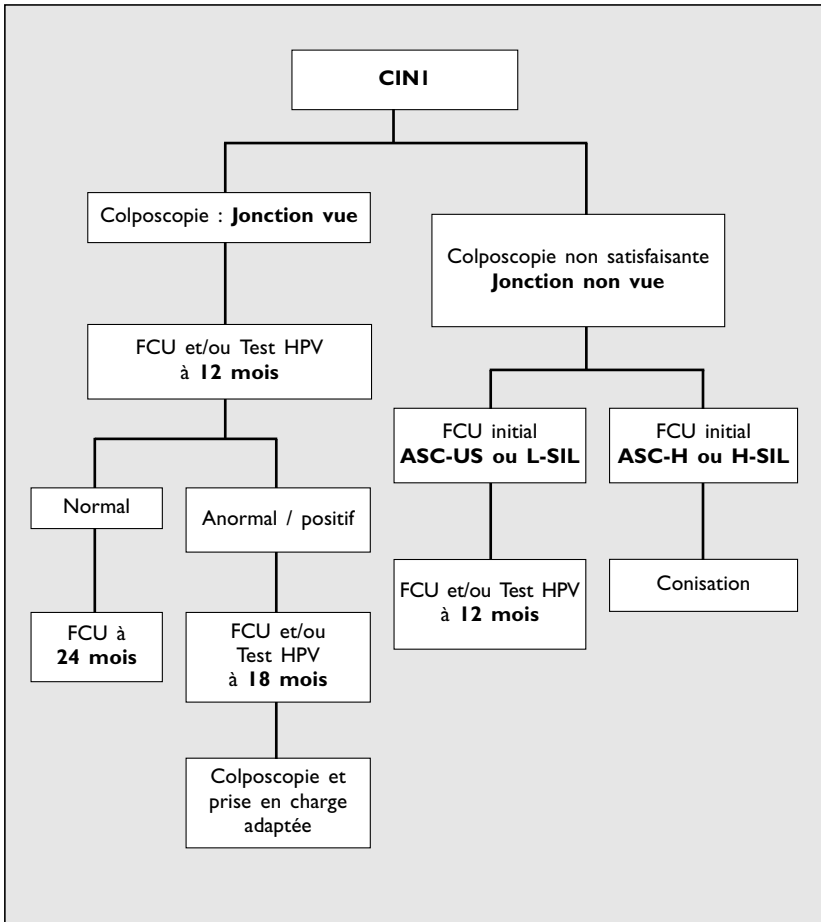 CIN1
Colposcopie : Jonction vue
Colposcopie non satisfaisante
Jonction non vue
FCU et/ou Test HPV
à 12 mois
FCU initial
ASC-US ou L-SIL
FCU initial
ASC-H ou H-SIL
Normal
Anormal / positif
FCU et/ou Test HPV
à 12 mois
Conisation
FCU à
24 mois
FCU et/ou
Test HPV
à 18 mois
Colposcopie et
prise en charge
adaptée